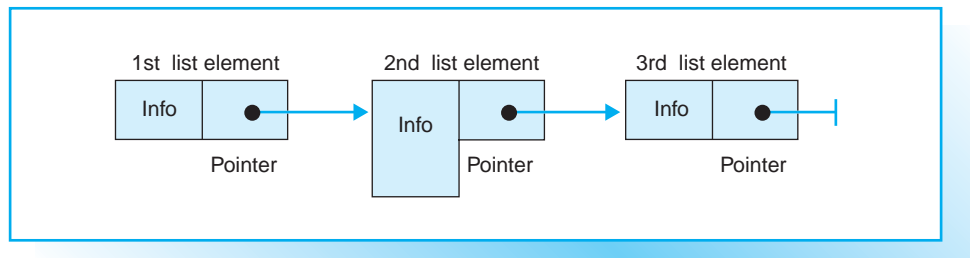 1st list element
2nd list element
3rd list element
Info
Info
Info
Pointer
Pointer
Pointer